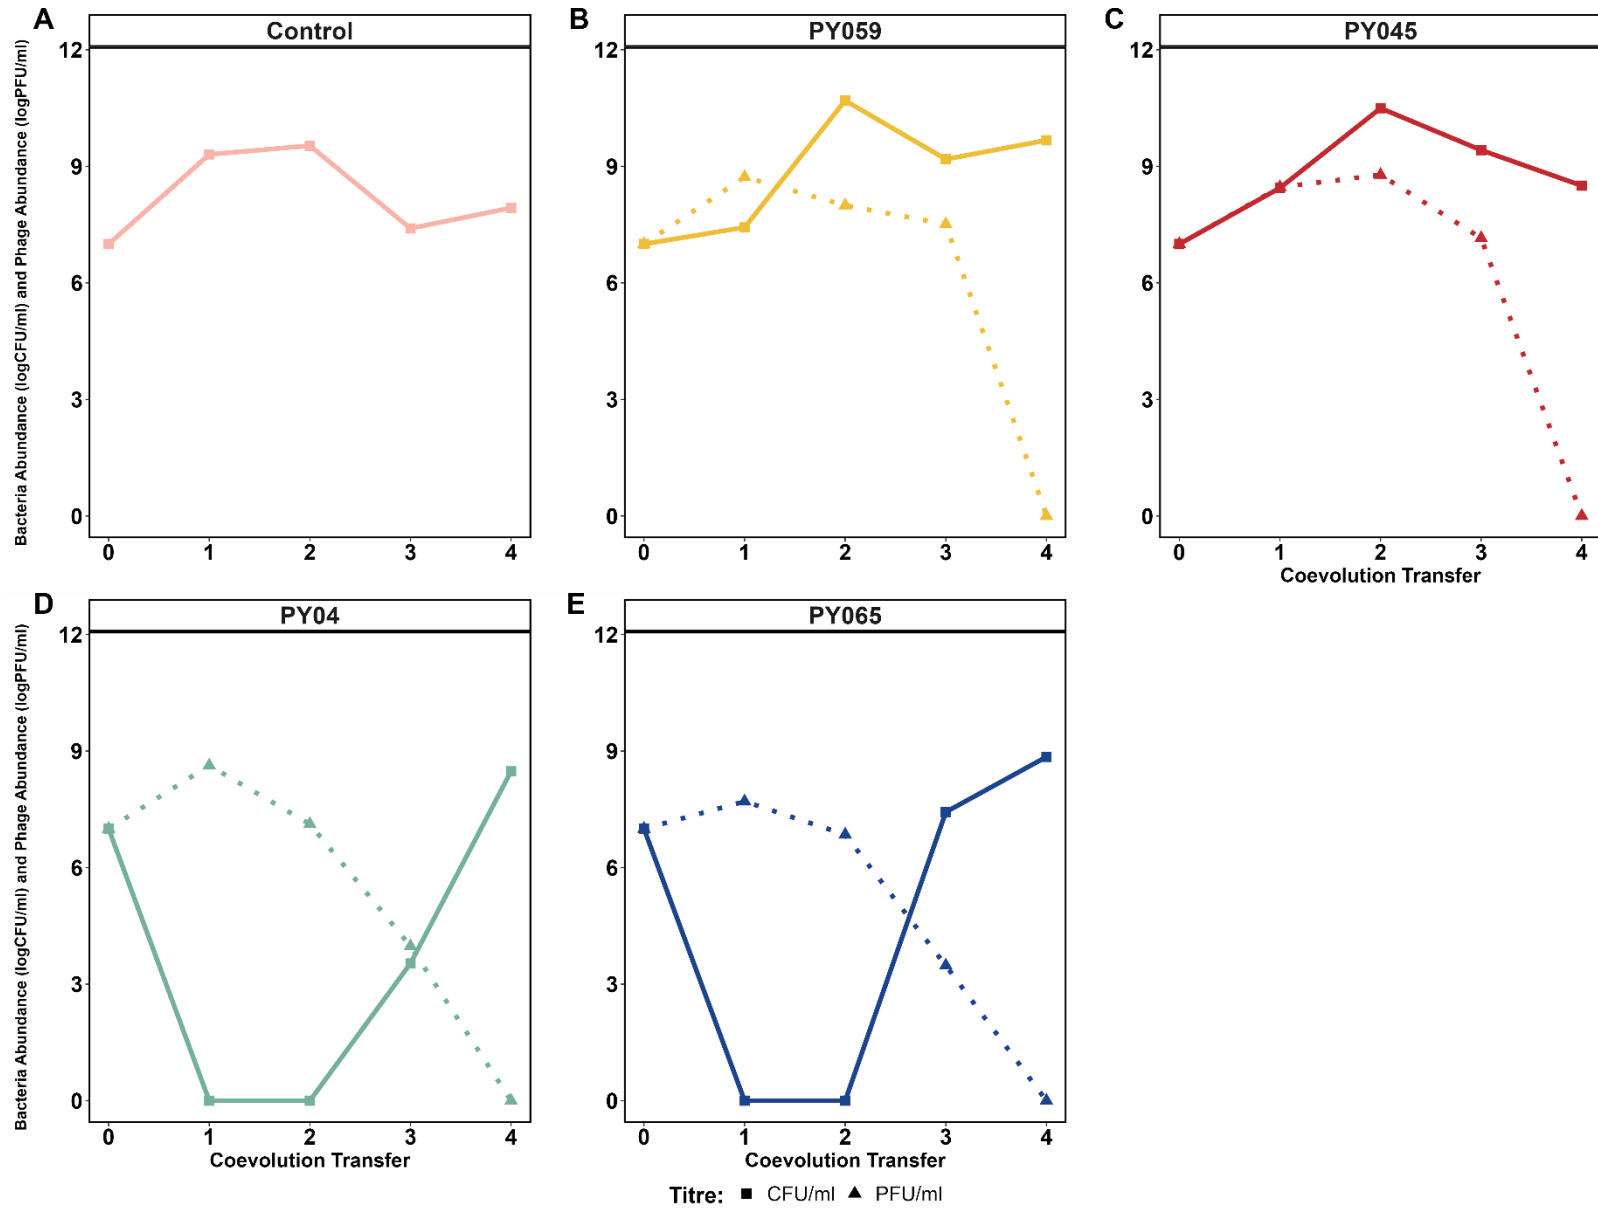 A
Control
Bacteria Abundance (logCFU/ml) and Phage Abundance (logPFU/ml)
12
9
6
3
0
0 1 2 3 4
B
PY059
12
9
6
3
0
0 1 2 3 4
C
PY045
12
9
6
3
0
0 1 2 3 4
Coevolution Transfer
D
PY04
Bacteria Abundance (logCFU/ml) and Phage Abundance (logPFU/ml)
12
9
6
3
0
0 1 2 3 4
Coevolution Transfer
E
PY065
12
9
6
3
0
0 1 2 3 4
Coevolution Transfer
Titre: CFU/ml PFU/ml